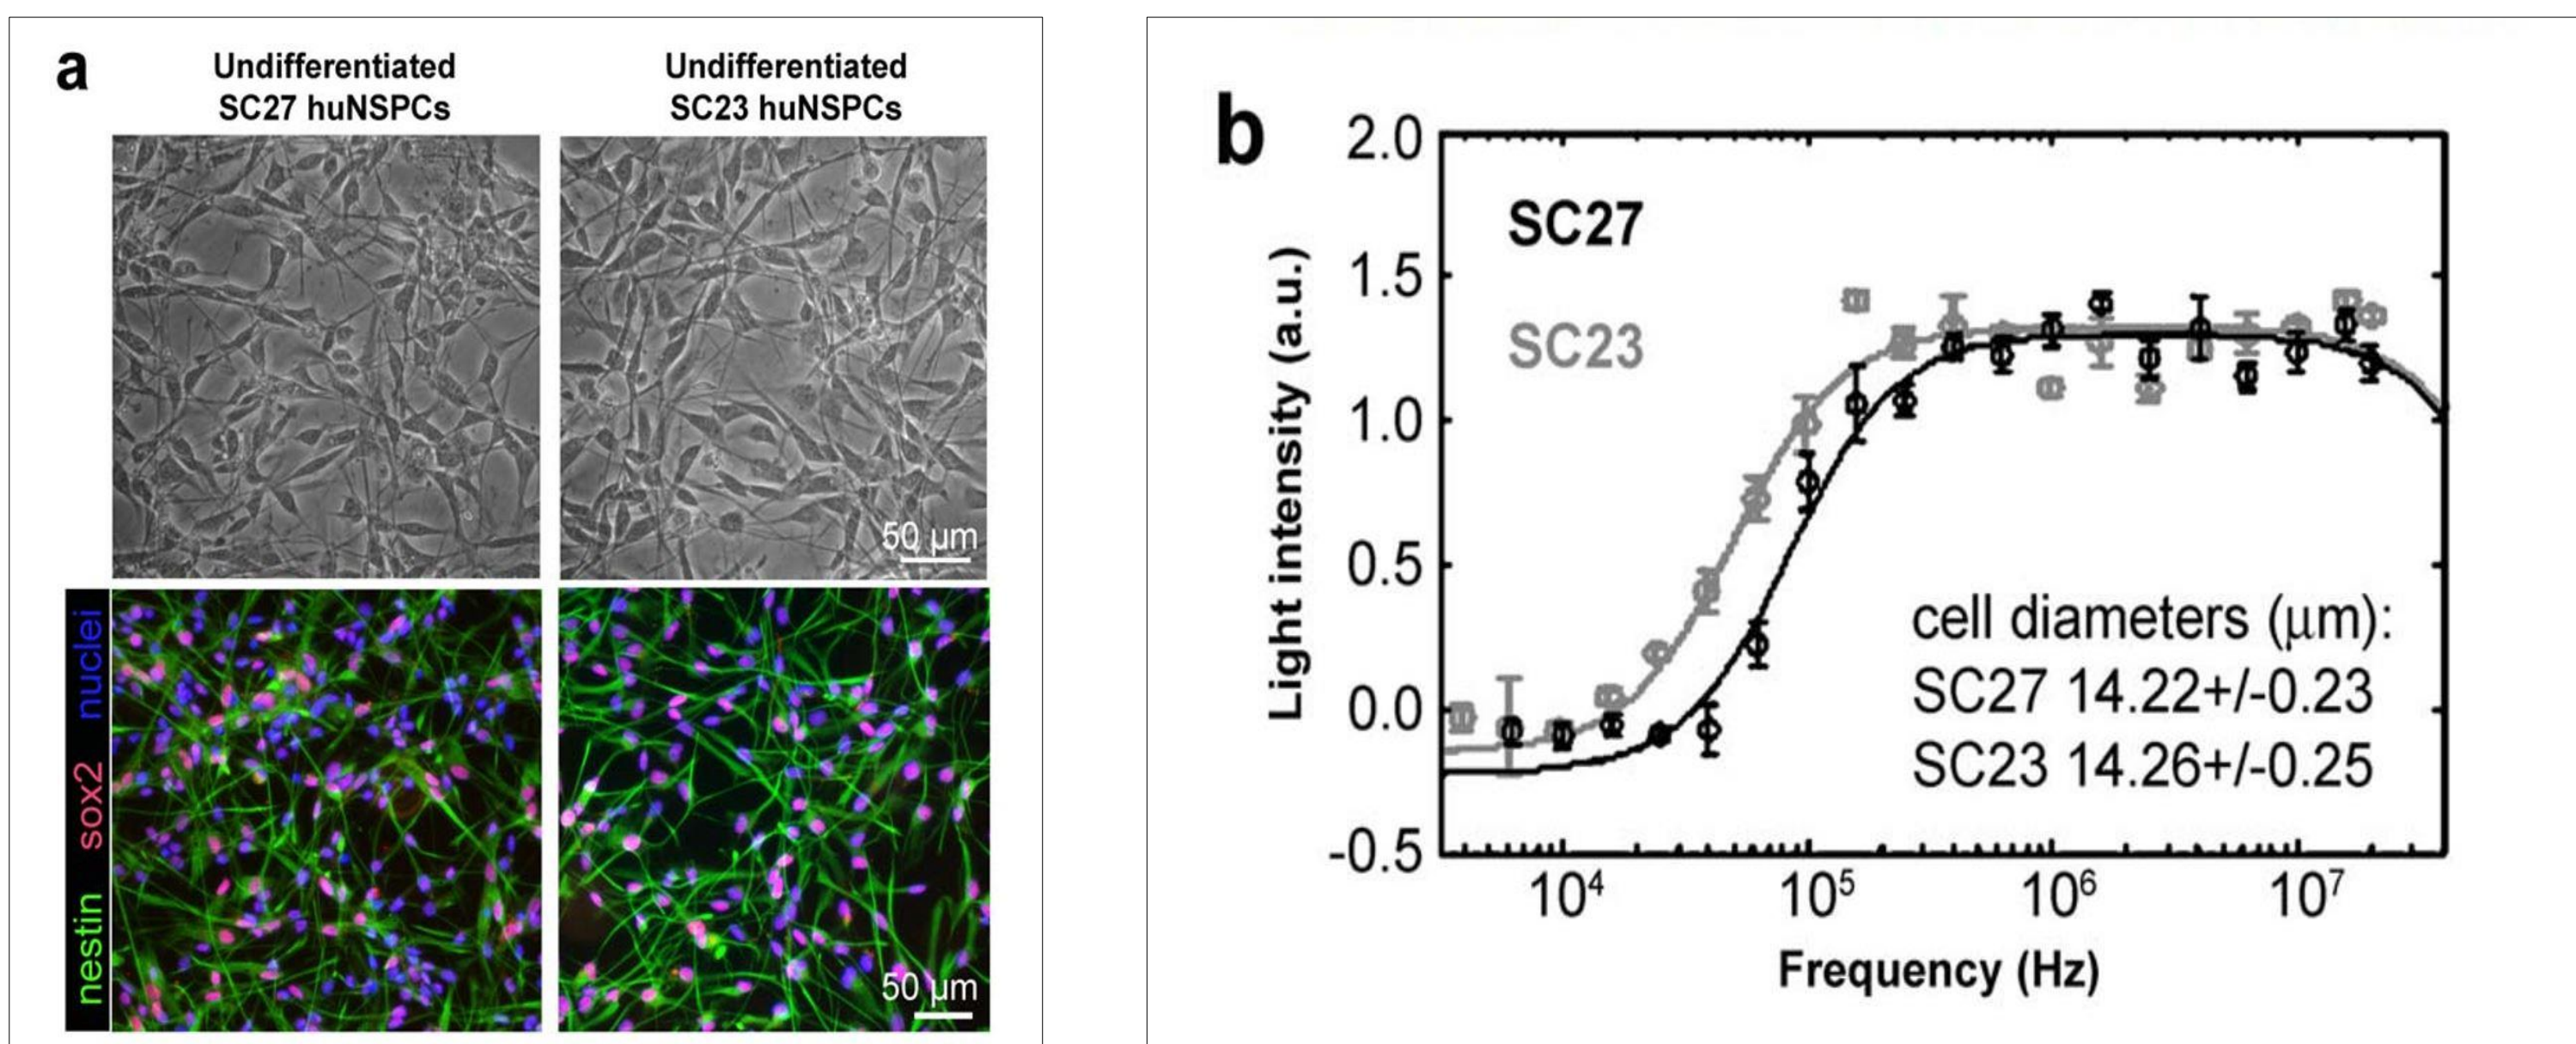 a
Undifferentiated
SC27 huNSPCs
Undifferentiated
SC23 huNSPCs
50 µm
nestin sox2 nuclei
50 µm
b
2.0
1.5
1.0
0.5
0.0
-0.5
Light intensity (a.u.)
SC27
SC23
cell diameters (µm):
SC27 14.22+/-0.23
SC23 14.26+/-0.25
10⁴ 10⁵ 10⁶ 10⁷
Frequency (Hz)